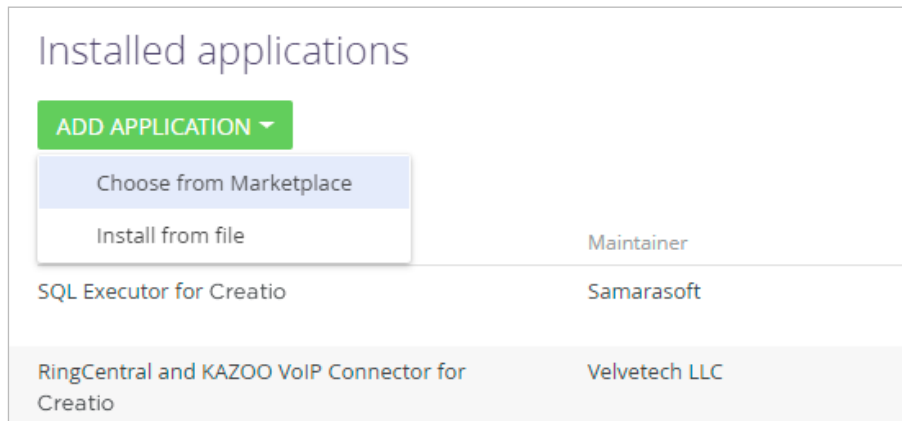 Installed applications
ADD APPLICATION
Choose from Marketplace
Install from file
Maintainer
SQL Executor for Creatio
Samarasoft
RingCentral and KAZOO VoIP Connector for
Creatio
Velvetech LLC